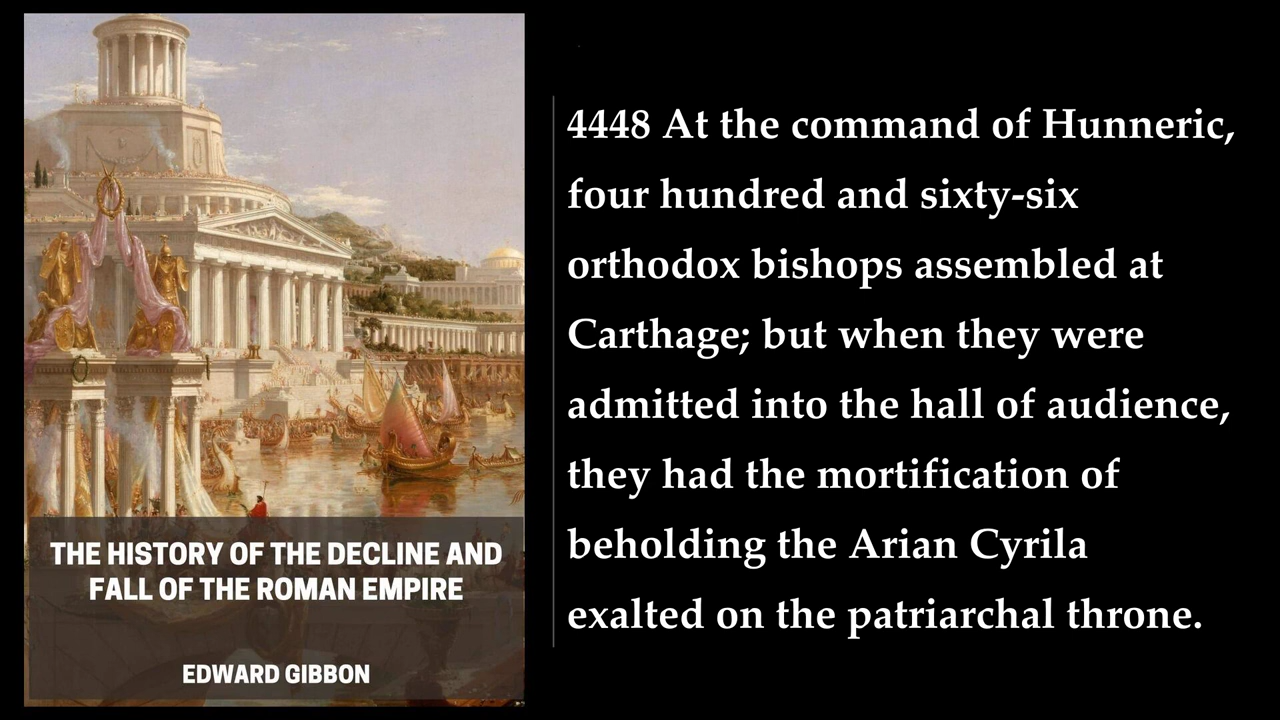 THE HISTORY OF THE DECLINE AND
FALL OF THE ROMAN EMPIRE
EDWARD GIBBON
4448 At the command of Hunneric,
four hundred and sixty-six
orthodox bishops assembled at
Carthage; but when they were
admitted into the hall of audience,
they had the mortification of
beholding the Arian Cyrila
exalted on the patriarchal throne.